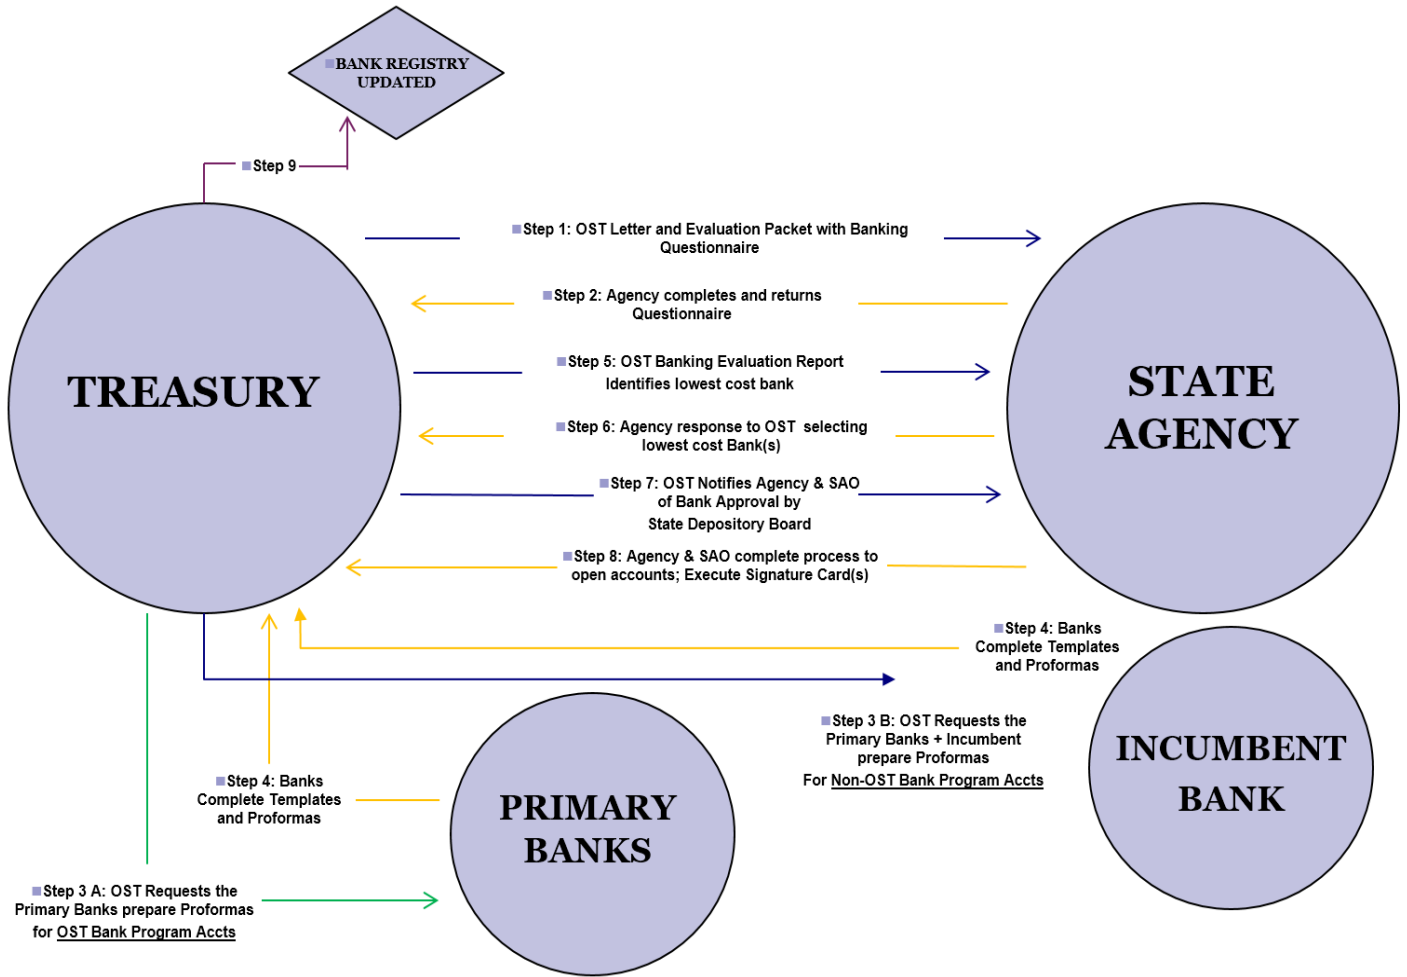 BANK REGISTRY
UPDATED
Step 9
Step 1: OST Letter and Evaluation Packet with Banking
Questionnaire
Step 2: Agency completes and returns
Questionnaire
TREASURY
STATE
AGENCY
Step 5: OST Banking Evaluation Report
Identifies lowest cost bank
Step 6: Agency response to OST selecting
lowest cost Bank(s)
Step 7: OST Notifies Agency & SAO
of Bank Approval by
State Depository Board
Step 8: Agency & SAO complete process to
open accounts; Execute Signature Card(s)
Step 4: Banks
Complete Templates
and Proformas
Step 3 B: OST Requests the
Primary Banks + Incumbent
prepare Proformas
For Non-OST Bank Program Accts
INCUMBENT
BANK
Step 4: Banks
Complete Templates
and Proformas
PRIMARY
BANKS
Step 3 A: OST Requests the
Primary Banks prepare Proformas
for OST Bank Program Accts